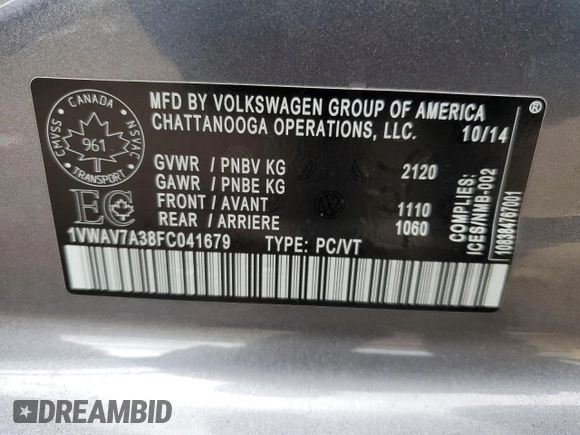 CANADA
CMVSS
NSVAC
961
TRANSPORT
EC
MFD BY VOLKSWAGEN GROUP OF AMERICA
CHATTANOOGA OPERATIONS, LLC. 10/14
GVWR / PNBV KG 2120
GAWR / PNBE KG
FRONT / AVANT 1110
REAR / ARRIERE 1060
1VWAV7A38FC041679 TYPE: PC/VT
COMPLIES:
ICES/NMB-002
108384767001
®
DREAMBID